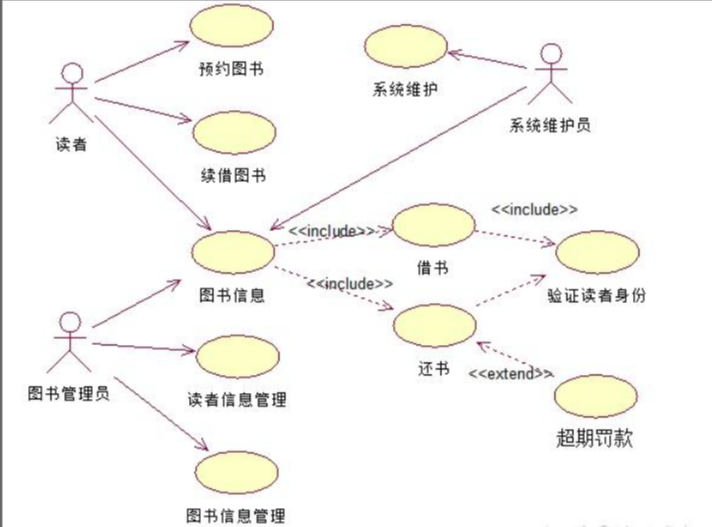 预约图书
系统维护
读者
系统维护员
续借图书
<<include>>
<<include>>
借书
图书信息
<<include>>
验证读者身份
还书
<<extend>>
图书管理员
读者信息管理
超期罚款
图书信息管理